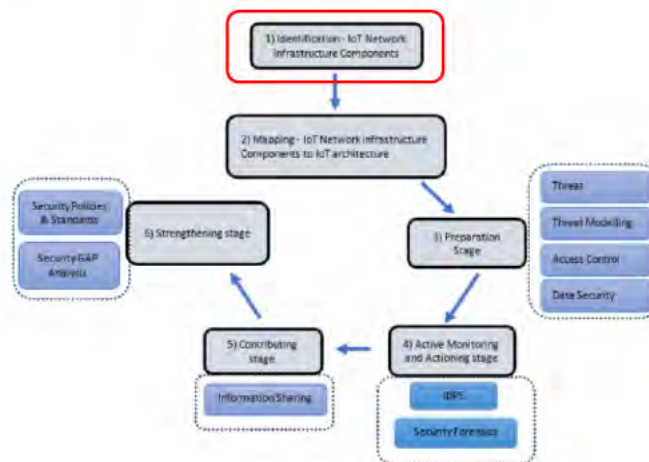 1) Identification - IoT Network
Infrastructure Components
2) Mapping - IoT Network Infrastructure
Components to IoT architecture
Security Policies
& Standards
Security GAP
Analysis
6) Strengthening stage
3) Preparation
Stage
Threat
Threat Modelling
Access Control
Data Security
5) Contributing
stage
Information Sharing
4) Active Monitoring
and Actioning stage
IDPS
Security Forensics